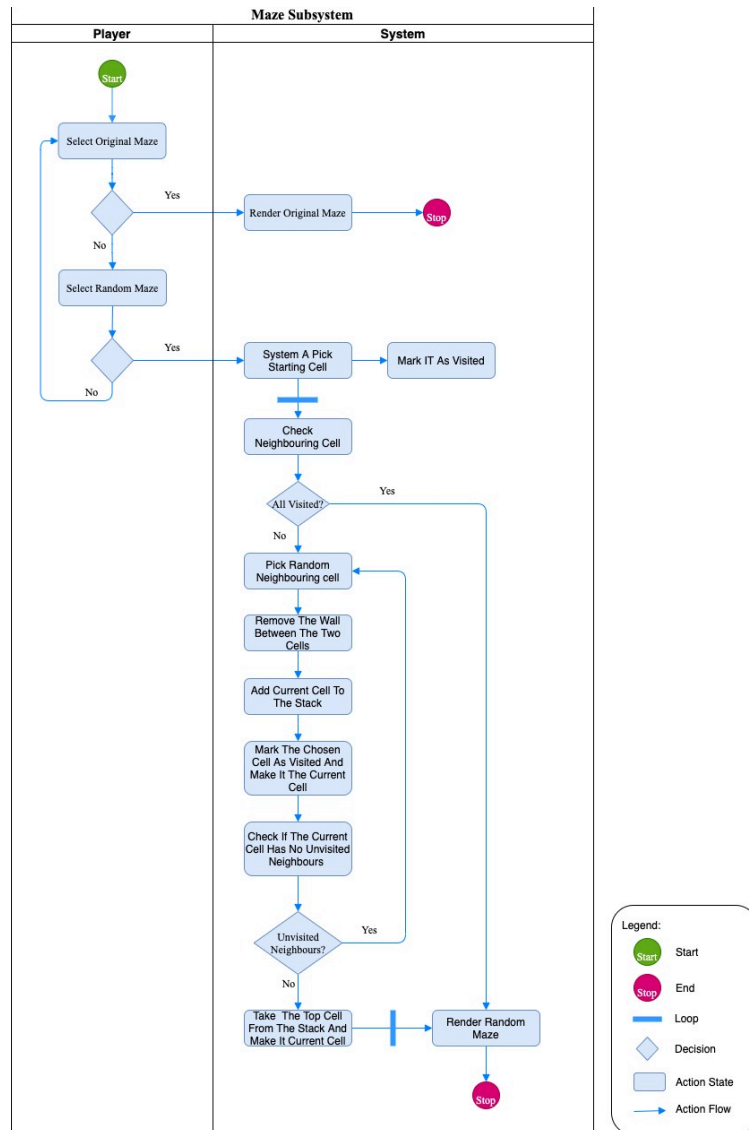 Maze Subsystem
Player
System
Start
Select Original Maze
Yes
Render Original Maze
Stop
No
Select Random Maze
Yes
System A Pick
Starting Cell
Mark IT As Visited
No
Check
Neighbouring Cell
All Visited?
Yes
No
Pick Random
Neighbouring cell
Remove The Wall
Between The Two
Cells
Add Current Cell To
The Stack
Mark The Chosen
Cell As Visited And
Make It The Current
Cell
Check If The Current
Cell Has No Unvisited
Neighbours
Unvisited
Neighbours?
Yes
No
Take The Top Cell
From The Stack And
Make It Current Cell
Render Random
Maze
Stop
Legend:
Start
Start
Stop
End
Loop
Decision
Action State
Action Flow